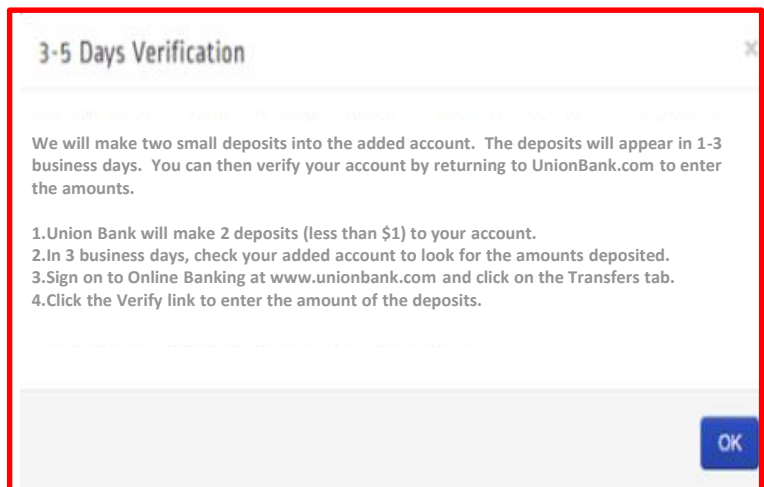 3-5 Days Verification
×
We will make two small deposits into the added account. The deposits will appear in 1-3
business days. You can then verify your account by returning to UnionBank.com to enter
the amounts.
1.Union Bank will make 2 deposits (less than $1) to your account.
2.In 3 business days, check your added account to look for the amounts deposited.
3.Sign on to Online Banking at www.unionbank.com and click on the Transfers tab.
4.Click the Verify link to enter the amount of the deposits.
OK